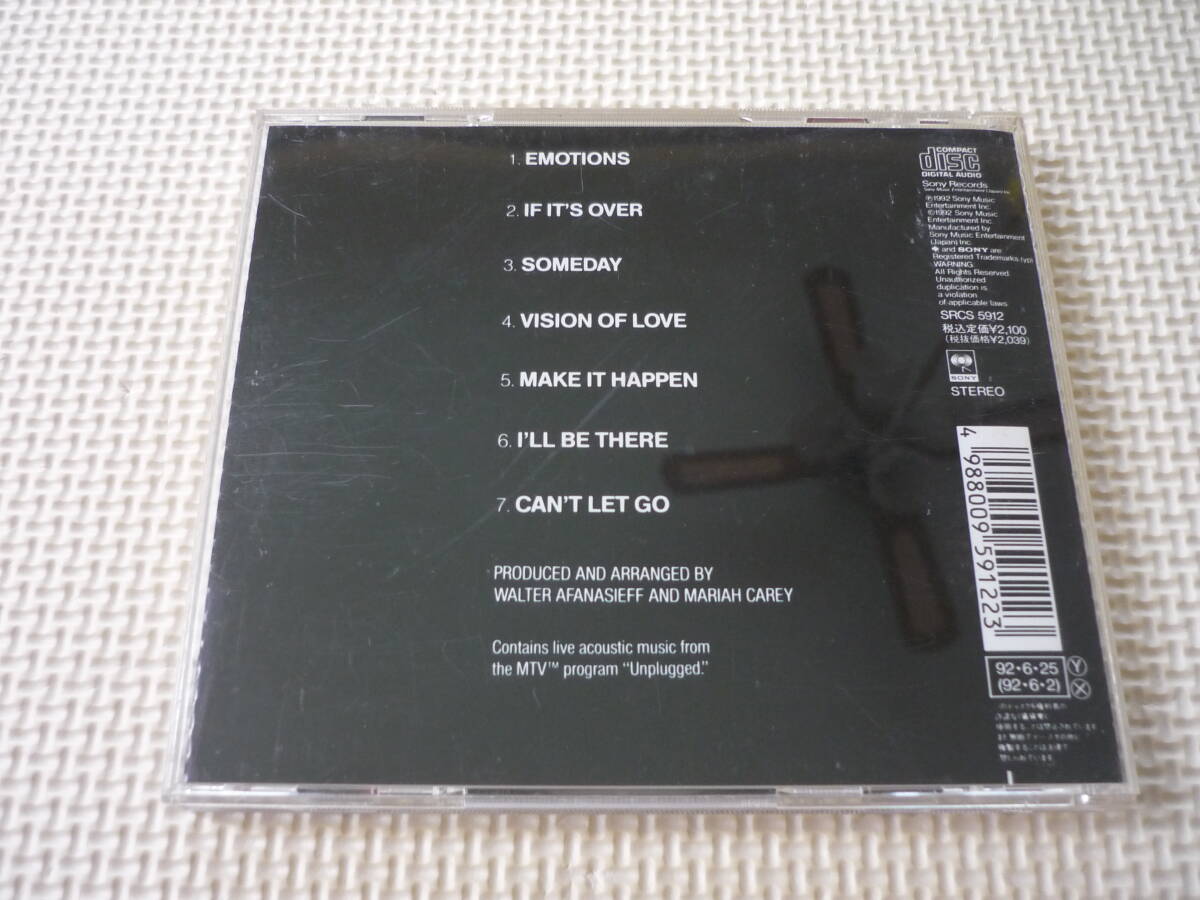 1. EMOTIONS
2. IF IT'S OVER
3. SOMEDAY
4. VISION OF LOVE
5. MAKE IT HAPPEN
6. I'LL BE THERE
7. CAN'T LET GO
PRODUCED AND ARRANGED BY
WALTER AFANASIEFF AND MARIAH CAREY
Contains live acoustic music from
the MTV™ program "Unplugged."
COMPACT
disc
DIGITAL AUDIO
Sony Records
Sony Music Entertainment (Japan) Inc.
℗1992 Sony Music
Entertainment Inc.
©1992 Sony Music
Entertainment Inc.
Manufactured by
Sony Music Entertainment
(Japan) Inc.
and SONY are
Registered Trademarks
WARNING:
All Rights Reserved.
Unauthorized
duplication is
a violation
of applicable laws
SRCS 5912
税込定価¥2,100
(税抜価格¥2,039)
SONY
STEREO
4 988009 591223
92・6・25 Y
(92・6・2) X